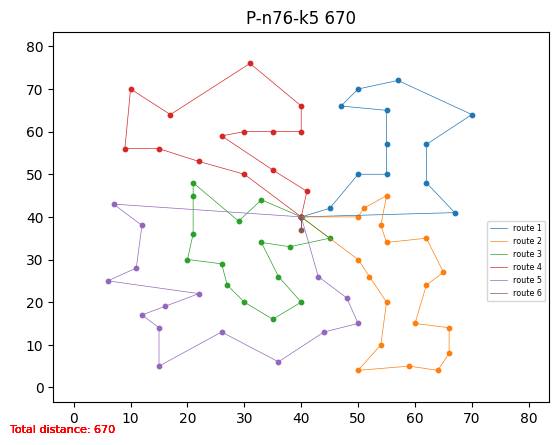 P-n76-k5 670
80
70
60
50
40
30
20
10
0
0 10 20 30 40 50 60 70 80
route 1
route 2
route 3
route 4
route 5
route 6
Total distance: 670